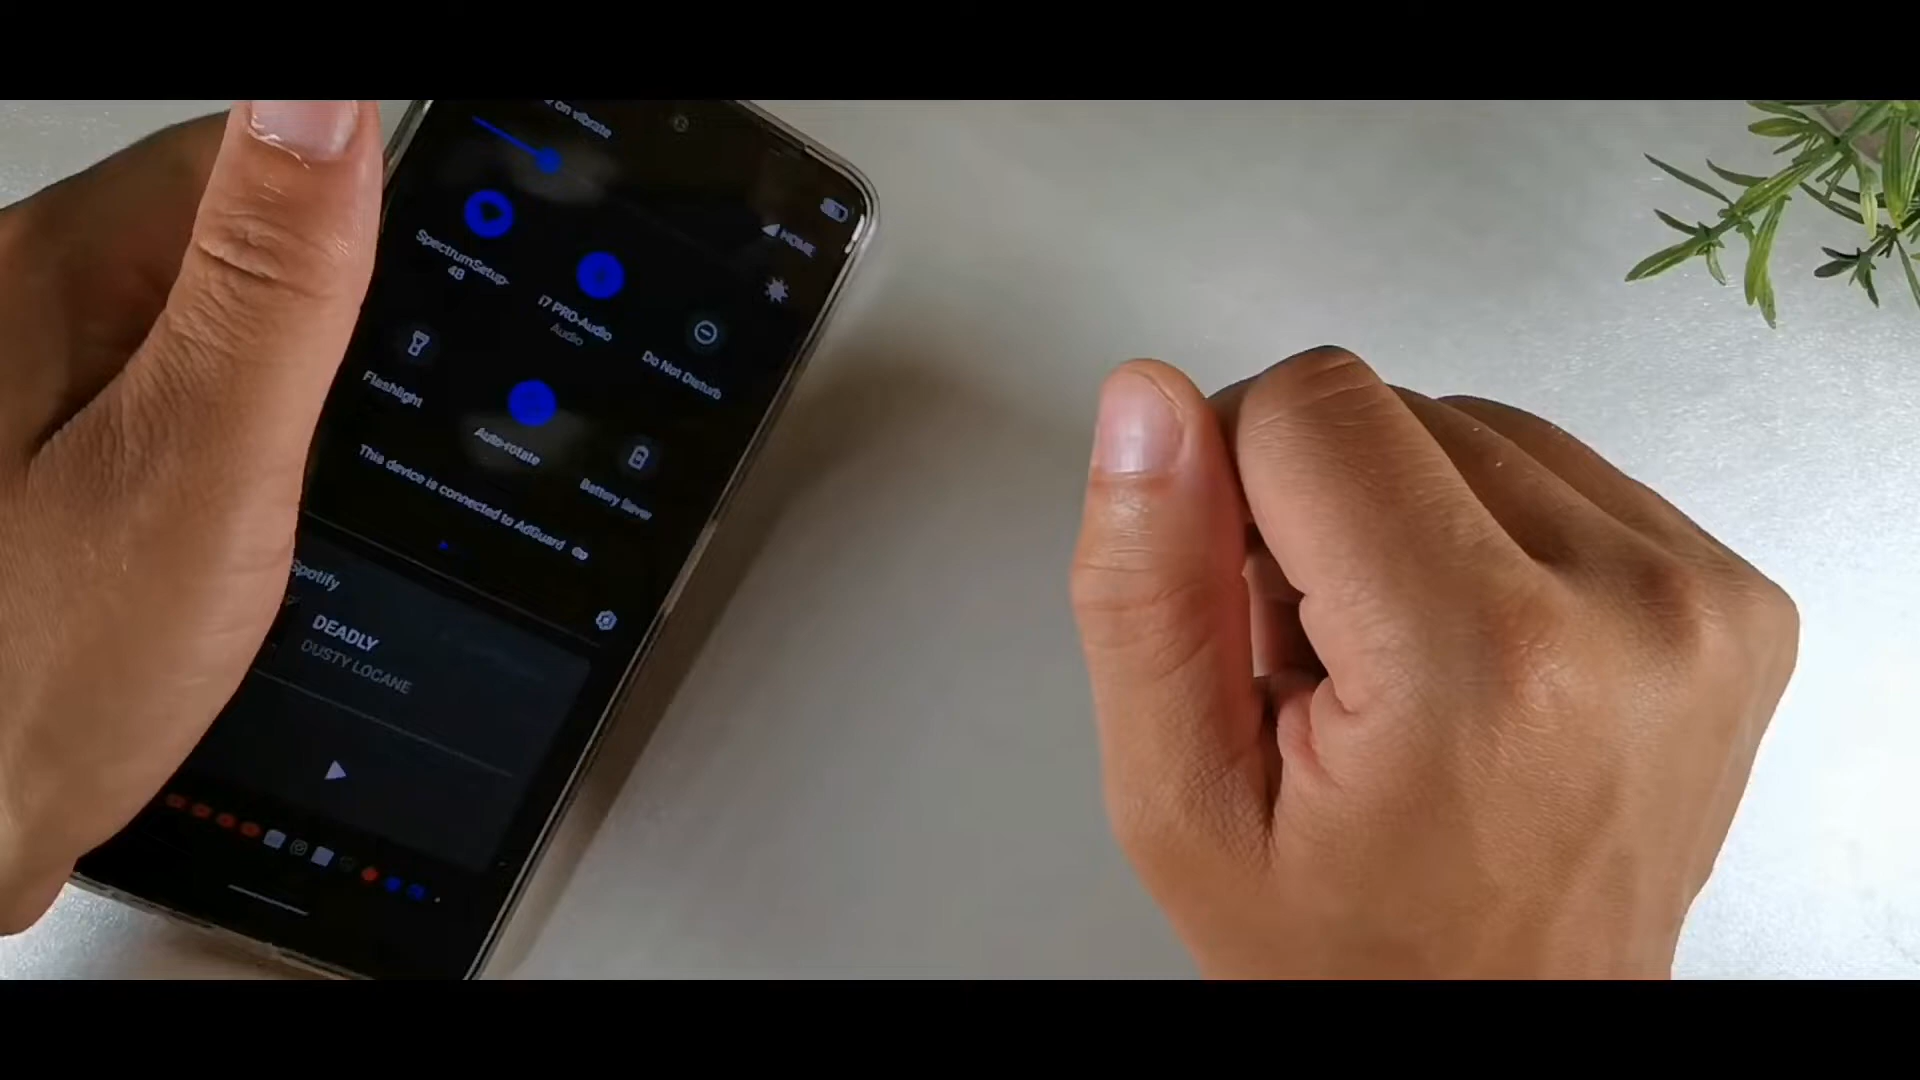 on vibrate
HOME
SpectrumSetup-
4B
i7 PRO-Audio
Audio
Do Not Disturb
Flashlight
Auto-rotate
Battery Saver
This device is connected to AdGuard
Spotify
DEADLY
DUSTY LOCANE